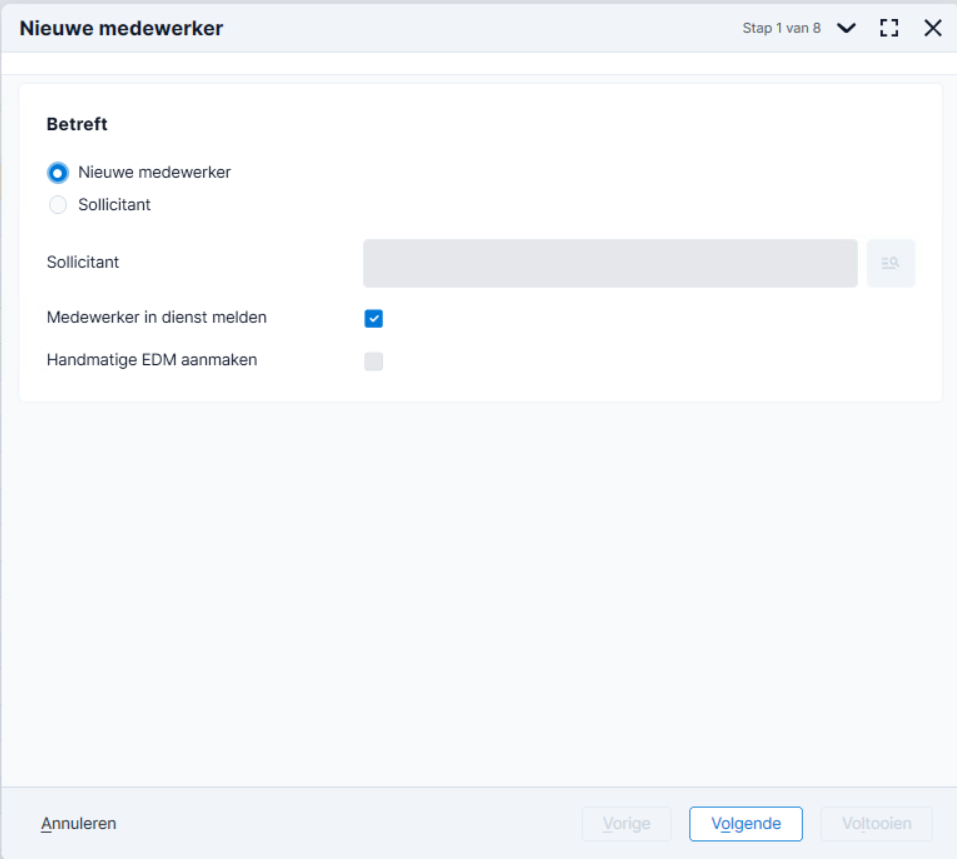 Nieuwe medewerker
Stap 1 van 8
Betreft
Nieuwe medewerker
Sollicitant
Sollicitant
Medewerker in dienst melden
Handmatige EDM aanmaken
Annuleren
Vorige
Volgende
Voltooien